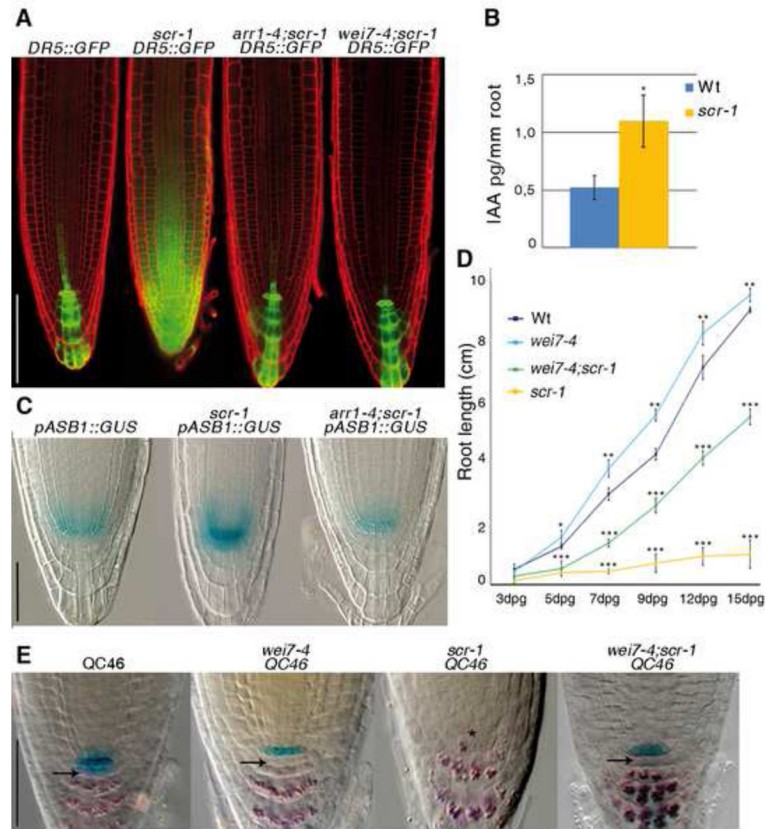 A
DR5::GFP
scr-1
DR5::GFP
arr1-4;scr-1
DR5::GFP
wei7-4;scr-1
DR5::GFP
B
IAA pg/mm root
1,5
1,0
0,5
0
*
Wt
scr-1
C
pASB1::GUS
scr-1
pASB1::GUS
arr1-4;scr-1
pASB1::GUS
D
Root length (cm)
10
8
6
4
2
0
Wt
wei7-4
wei7-4;scr-1
scr-1
** ** ** ** *
*** *** *** *** ***
*** *** *** ***
3dpg 5dpg 7dpg 9dpg 12dpg 15dpg
E
QC46
wei7-4
QC46
scr-1
QC46
*
wei7-4;scr-1
QC46